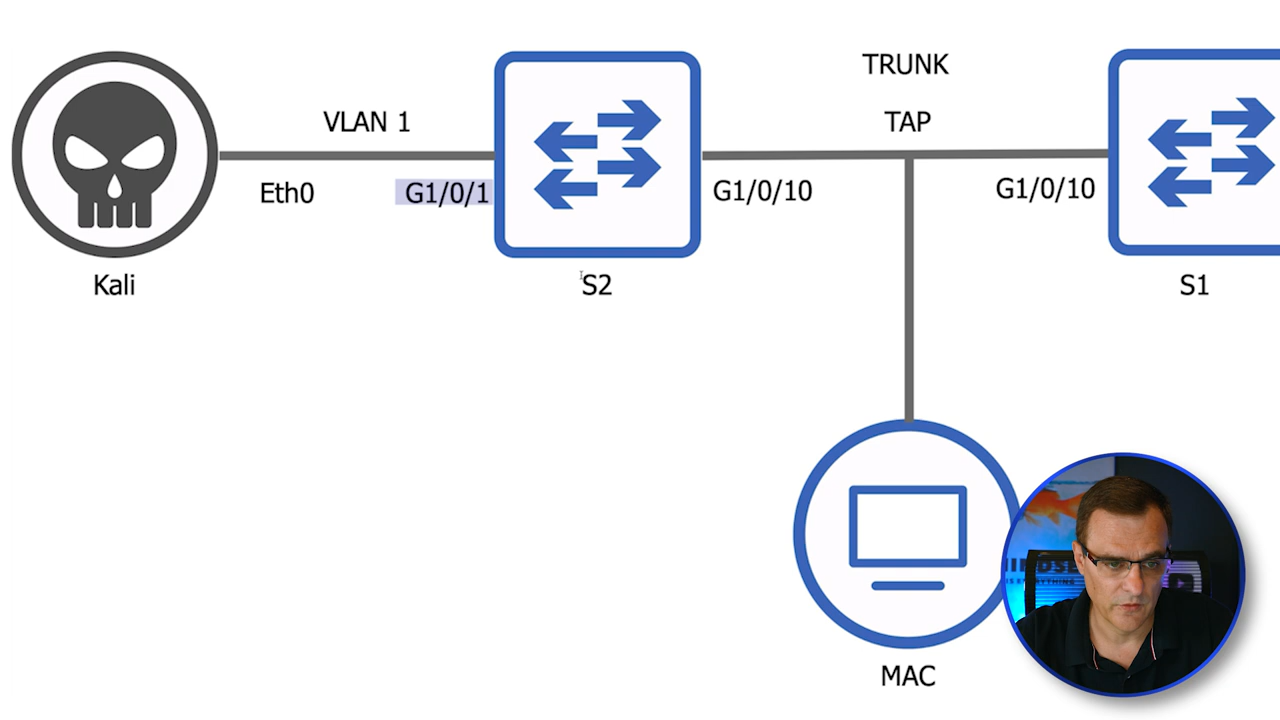 TRUNK
VLAN 1
TAP
Eth0
G1/0/1
G1/0/10
G1/0/10
Kali
S2
S1
MAC